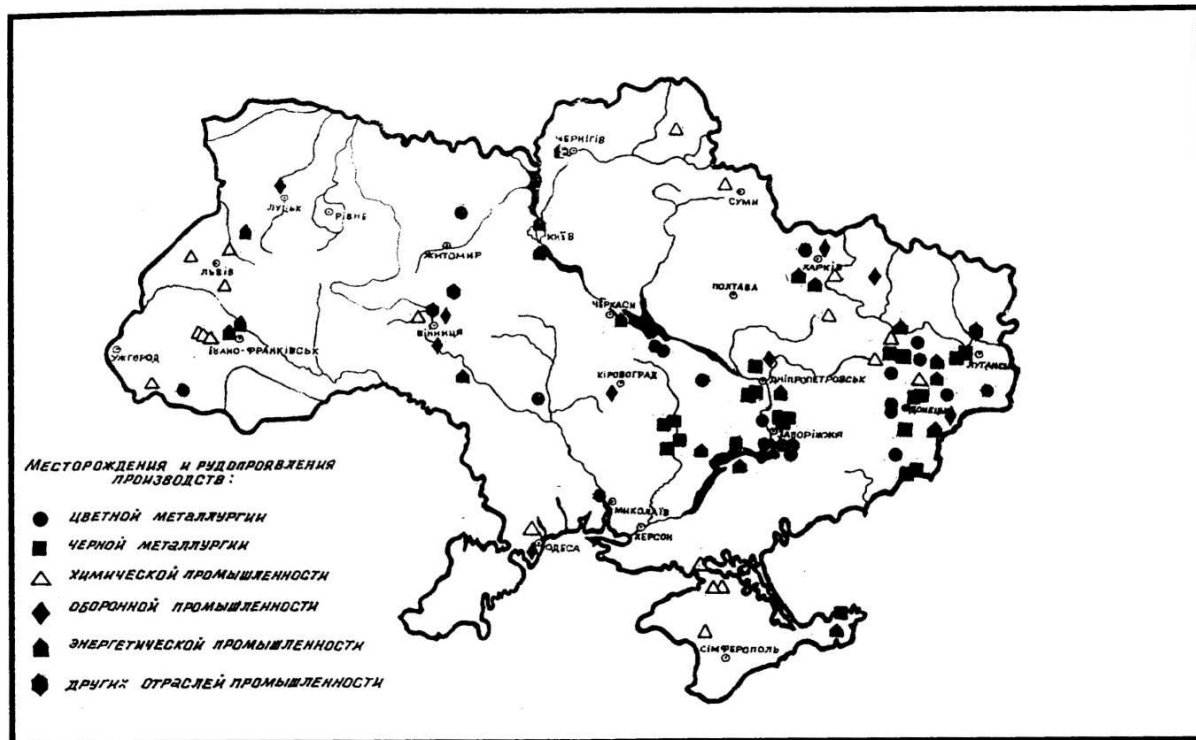 ЧЕРНІГІВ
СУМИ
ЛУЦЬК
РІВНЕ
КИЇВ
ЖИТОМИР
ЛЬВІВ
ХАРКІВ
ПОЛТАВА
ЧЕРКАСИ
ВІННИЦЯ
ІВАНО-ФРАНКІВСЬК
УЖГОРОД
ЛУГАНСЬК
КІРОВОГРАД
ДНІПРОПЕТРОВСЬК
ДОНЕЦЬК
ЗАПОРІЖЖЯ
МИКОЛАЇВ
ХЕРСОН
ОДЕСА
СІМФЕРОПОЛЬ
МЕСТОРОЖДЕНИЯ И РУДОПРОЯВЛЕНИЯ
ПРОИЗВОДСТВ:
ЦВЕТНОЙ МЕТАЛЛУРГИИ
ЧЕРНОЙ МЕТАЛЛУРГИИ
ХИМИЧЕСКОЙ ПРОМЫШЛЕННОСТИ
ОБОРОННОЙ ПРОМЫШЛЕННОСТИ
ЭНЕРГЕТИЧЕСКОЙ ПРОМЫШЛЕННОСТИ
ДРУГИХ ОТРАСЛЕЙ ПРОМЫШЛЕННОСТИ